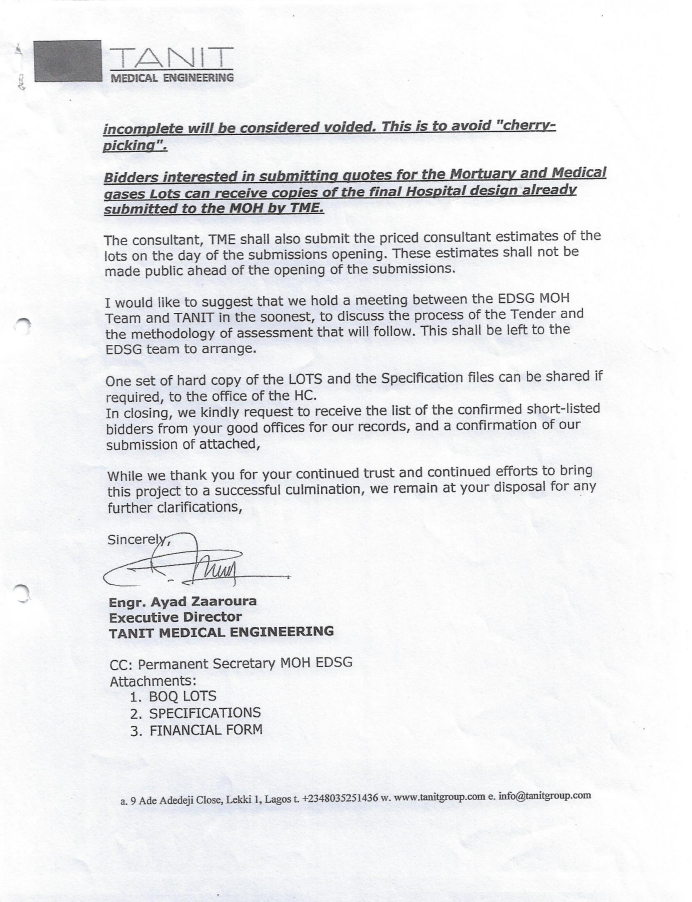 TANIT
MEDICAL ENGINEERING
incomplete will be considered voided. This is to avoid "cherry-
picking".
Bidders interested in submitting quotes for the Mortuary and Medical
gases Lots can receive copies of the final Hospital design already
submitted to the MOH by TME.
The consultant, TME shall also submit the priced consultant estimates of the
lots on the day of the submissions opening. These estimates shall not be
made public ahead of the opening of the submissions.
I would like to suggest that we hold a meeting between the EDSG MOH
Team and TANIT in the soonest, to discuss the process of the Tender and
the methodology of assessment that will follow. This shall be left to the
EDSG team to arrange.
One set of hard copy of the LOTS and the Specification files can be shared if
required, to the office of the HC.
In closing, we kindly request to receive the list of the confirmed short-listed
bidders from your good offices for our records, and a confirmation of our
submission of attached,
While we thank you for your continued trust and continued efforts to bring
this project to a successful culmination, we remain at your disposal for any
further clarifications,
Sincerely,
Engr. Ayad Zaaroura
Executive Director
TANIT MEDICAL ENGINEERING
CC: Permanent Secretary MOH EDSG
Attachments:
1. BOQ LOTS
2. SPECIFICATIONS
3. FINANCIAL FORM
a. 9 Ade Adedeji Close, Lekki 1, Lagos t. +2348035251436 w. www.tanitgroup.com e. info@tanitgroup.com